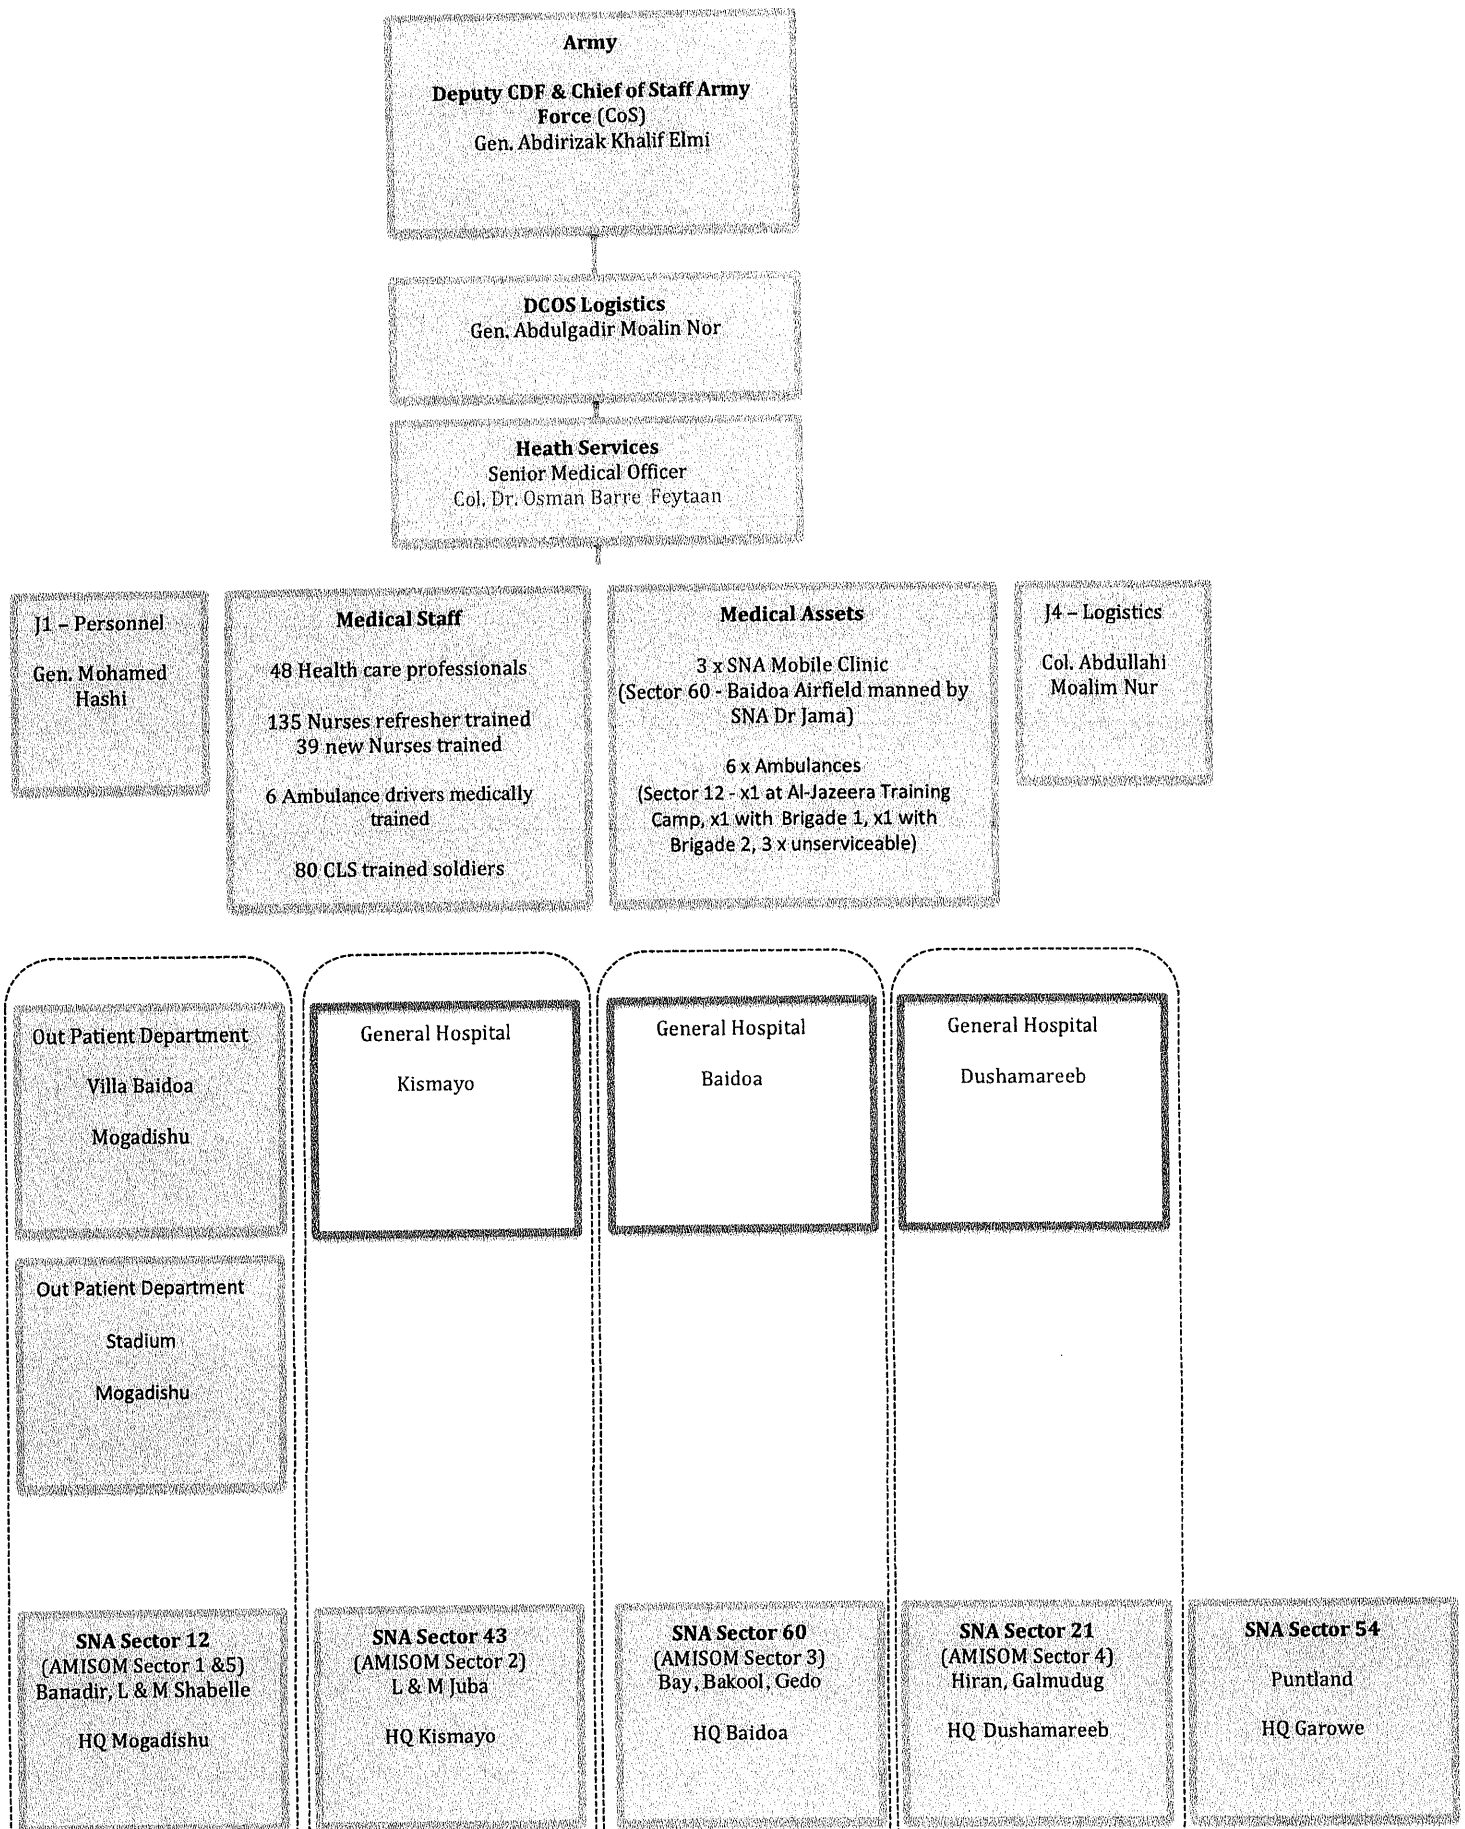 Army
Deputy CDF & Chief of Staff Army
Force (CoS)
Gen. Abdirizak Khalif Elmi
DCOS Logistics
Gen. Abdulgadir Moalin Nor
Heath Services
Senior Medical Officer
Col. Dr. Osman Barre Feytaan
J1 – Personnel
Gen. Mohamed
Hashi
Medical Staff
48 Health care professionals
135 Nurses refresher trained
39 new Nurses trained
6 Ambulance drivers medically
trained
80 CLS trained soldiers
Medical Assets
3 x SNA Mobile Clinic
(Sector 60 - Baidoa Airfield manned by
SNA Dr Jama)
6 x Ambulances
(Sector 12 - x1 at Al-Jazeera Training
Camp, x1 with Brigade 1, x1 with
Brigade 2, 3 x unserviceable)
J4 – Logistics
Col. Abdullahi
Moalim Nur
Out Patient Department
Villa Baidoa
Mogadishu
General Hospital
Kismayo
General Hospital
Baidoa
General Hospital
Dushamareeb
Out Patient Department
Stadium
Mogadishu
SNA Sector 12
(AMISOM Sector 1 &5)
Banadir, L & M Shabelle
HQ Mogadishu
SNA Sector 43
(AMISOM Sector 2)
L & M Juba
HQ Kismayo
SNA Sector 60
(AMISOM Sector 3)
Bay, Bakool, Gedo
HQ Baidoa
SNA Sector 21
(AMISOM Sector 4)
Hiran, Galmudug
HQ Dushamareeb
SNA Sector 54
Puntland
HQ Garowe